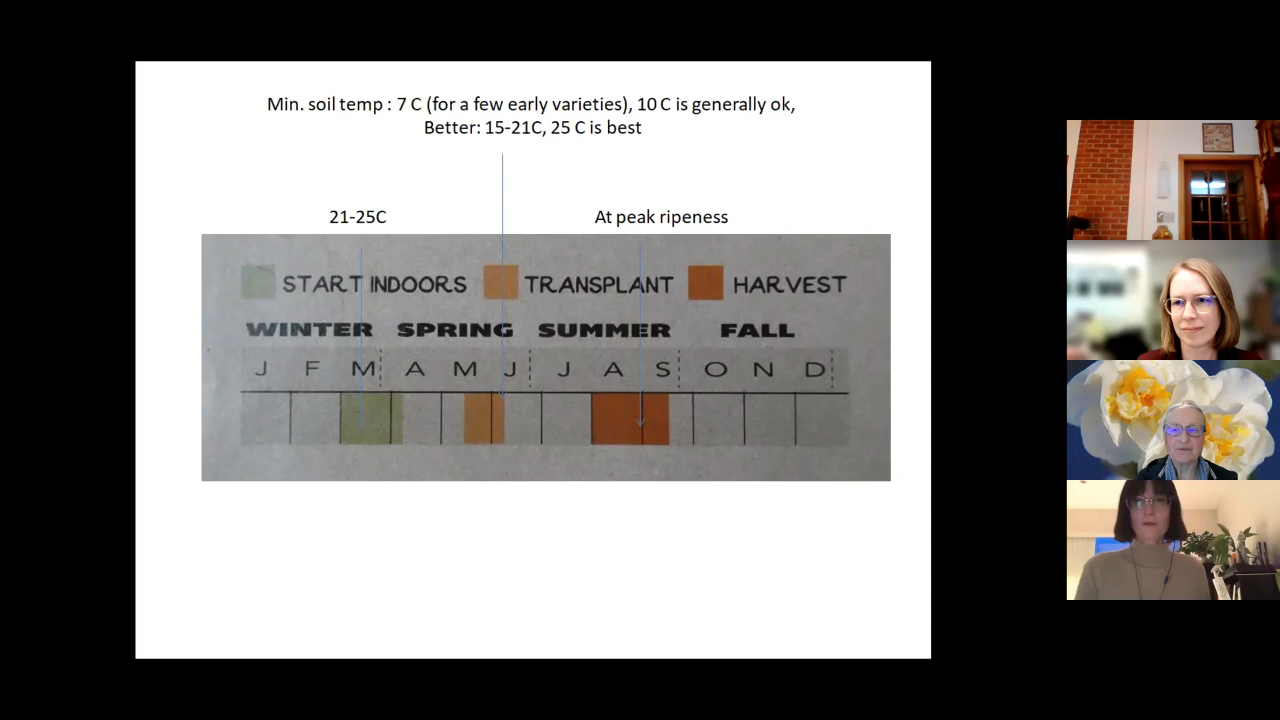 Min. soil temp : 7 C (for a few early varieties), 10 C is generally ok,
Better: 15-21C, 25 C is best
21-25C
At peak ripeness
START INDOORS
TRANSPLANT
HARVEST
WINTER SPRING SUMMER FALL
J F M A M J J A S O N D